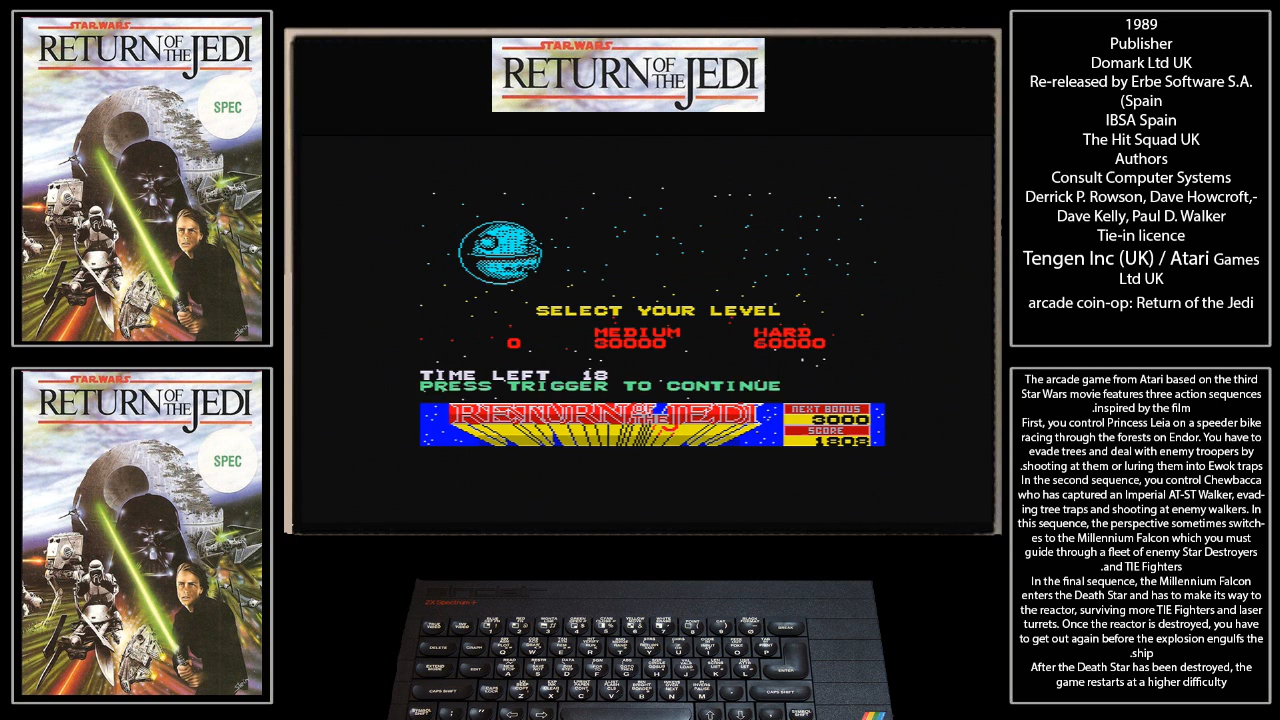 STAR WARS
RETURN OF THE JEDI
SPEC
STAR WARS
RETURN OF THE JEDI
SPEC
STAR WARS
RETURN OF THE JEDI
SELECT YOUR LEVEL
MEDIUM HARD
0 30000 60000
TIME LEFT 18
PRESS TRIGGER TO CONTINUE
RETURN OF THE JEDI
NEXT BONUS
3000
SCORE
1808
ZX Spectrum+
DELETE GRAPH
EDIT
ENTER
BREAK
CAPS SHIFT CAPS SHIFT
1989
Publisher
Domark Ltd UK
Re-released by Erbe Software S.A.
(Spain
IBSA Spain
The Hit Squad UK
Authors
Consult Computer Systems
Derrick P. Rowson, Dave Howcroft,-
Dave Kelly, Paul D. Walker
Tie-in licence
Tengen Inc (UK) / Atari Games
Ltd UK
arcade coin-op: Return of the Jedi
The arcade game from Atari based on the third
Star Wars movie features three action sequences
.inspired by the film
First, you control Princess Leia on a speeder bike
racing through the forests on Endor. You have to
evade trees and deal with enemy troopers by
.shooting at them or luring them into Ewok traps
In the second sequence, you control Chewbacca
who has captured an Imperial AT-ST Walker, evad-
ing tree traps and shooting at enemy walkers. In
this sequence, the perspective sometimes switch-
es to the Millennium Falcon which you must
guide through a fleet of enemy Star Destroyers
.and TIE Fighters
In the final sequence, the Millennium Falcon
enters the Death Star and has to make its way to
the reactor, surviving more TIE Fighters and laser
turrets. Once the reactor is destroyed, you have
to get out again before the explosion engulfs the
.ship
After the Death Star has been destroyed, the
game restarts at a higher difficulty